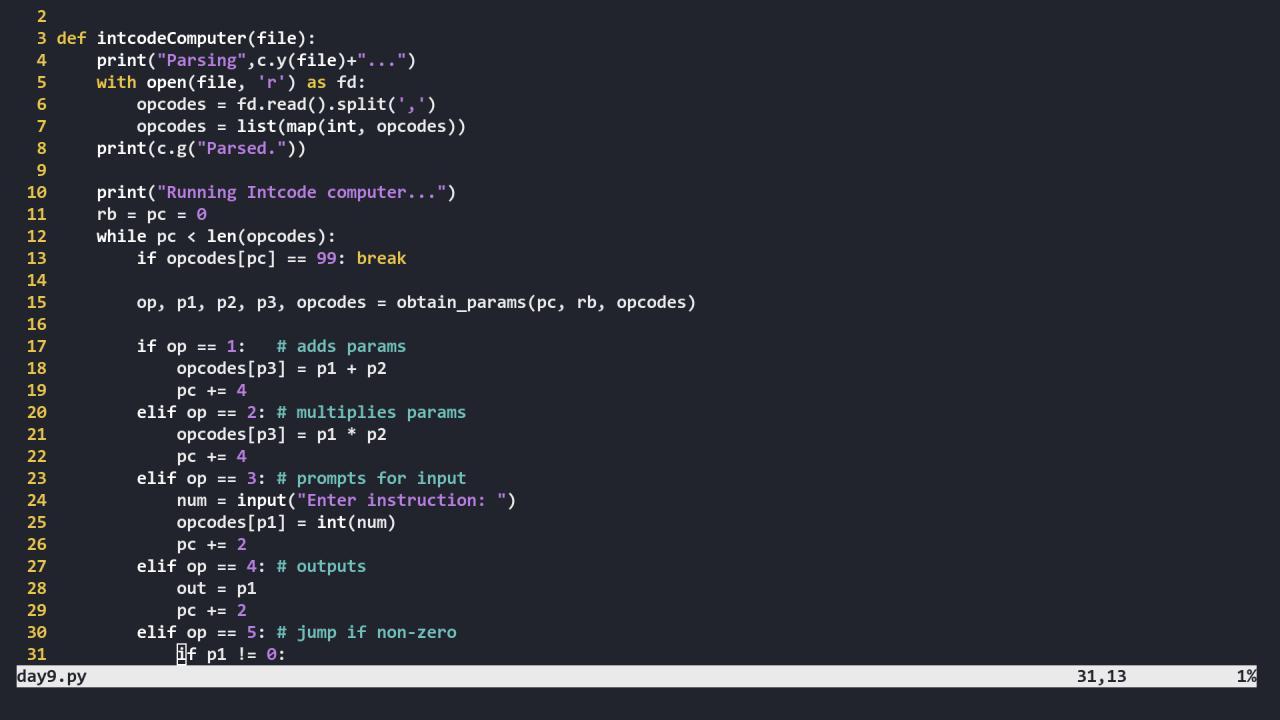 2
3 def intcodeComputer(file):
4     print("Parsing",c.y(file)+"...")
5     with open(file, 'r') as fd:
6         opcodes = fd.read().split(',')
7         opcodes = list(map(int, opcodes))
8     print(c.g("Parsed."))
9
10     print("Running Intcode computer...")
11     rb = pc = 0
12     while pc < len(opcodes):
13         if opcodes[pc] == 99: break
14
15         op, p1, p2, p3, opcodes = obtain_params(pc, rb, opcodes)
16
17         if op == 1:   # adds params
18             opcodes[p3] = p1 + p2
19             pc += 4
20         elif op == 2: # multiplies params
21             opcodes[p3] = p1 * p2
22             pc += 4
23         elif op == 3: # prompts for input
24             num = input("Enter instruction: ")
25             opcodes[p1] = int(num)
26             pc += 2
27         elif op == 4: # outputs
28             out = p1
29             pc += 2
30         elif op == 5: # jump if non-zero
31             if p1 != 0:
day9.py 31,13 1%